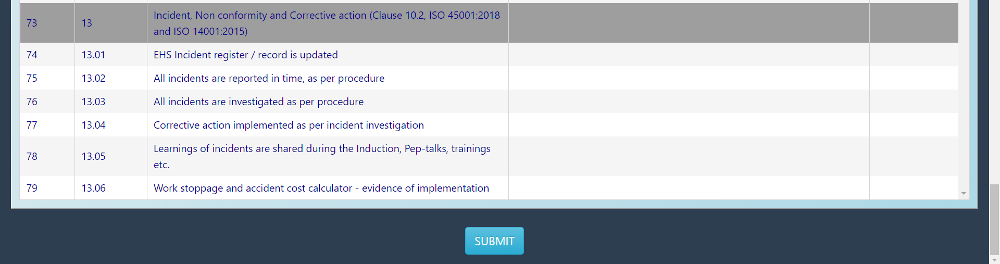 73 13 Incident, Non conformity and Corrective action (Clause 10.2, ISO 45001:2018
and ISO 14001:2015)
74 13.01 EHS Incident register / record is updated
75 13.02 All incidents are reported in time, as per procedure
76 13.03 All incidents are investigated as per procedure
77 13.04 Corrective action implemented as per incident investigation
78 13.05 Learnings of incidents are shared during the Induction, Pep-talks, trainings
etc.
79 13.06 Work stoppage and accident cost calculator - evidence of implementation
SUBMIT